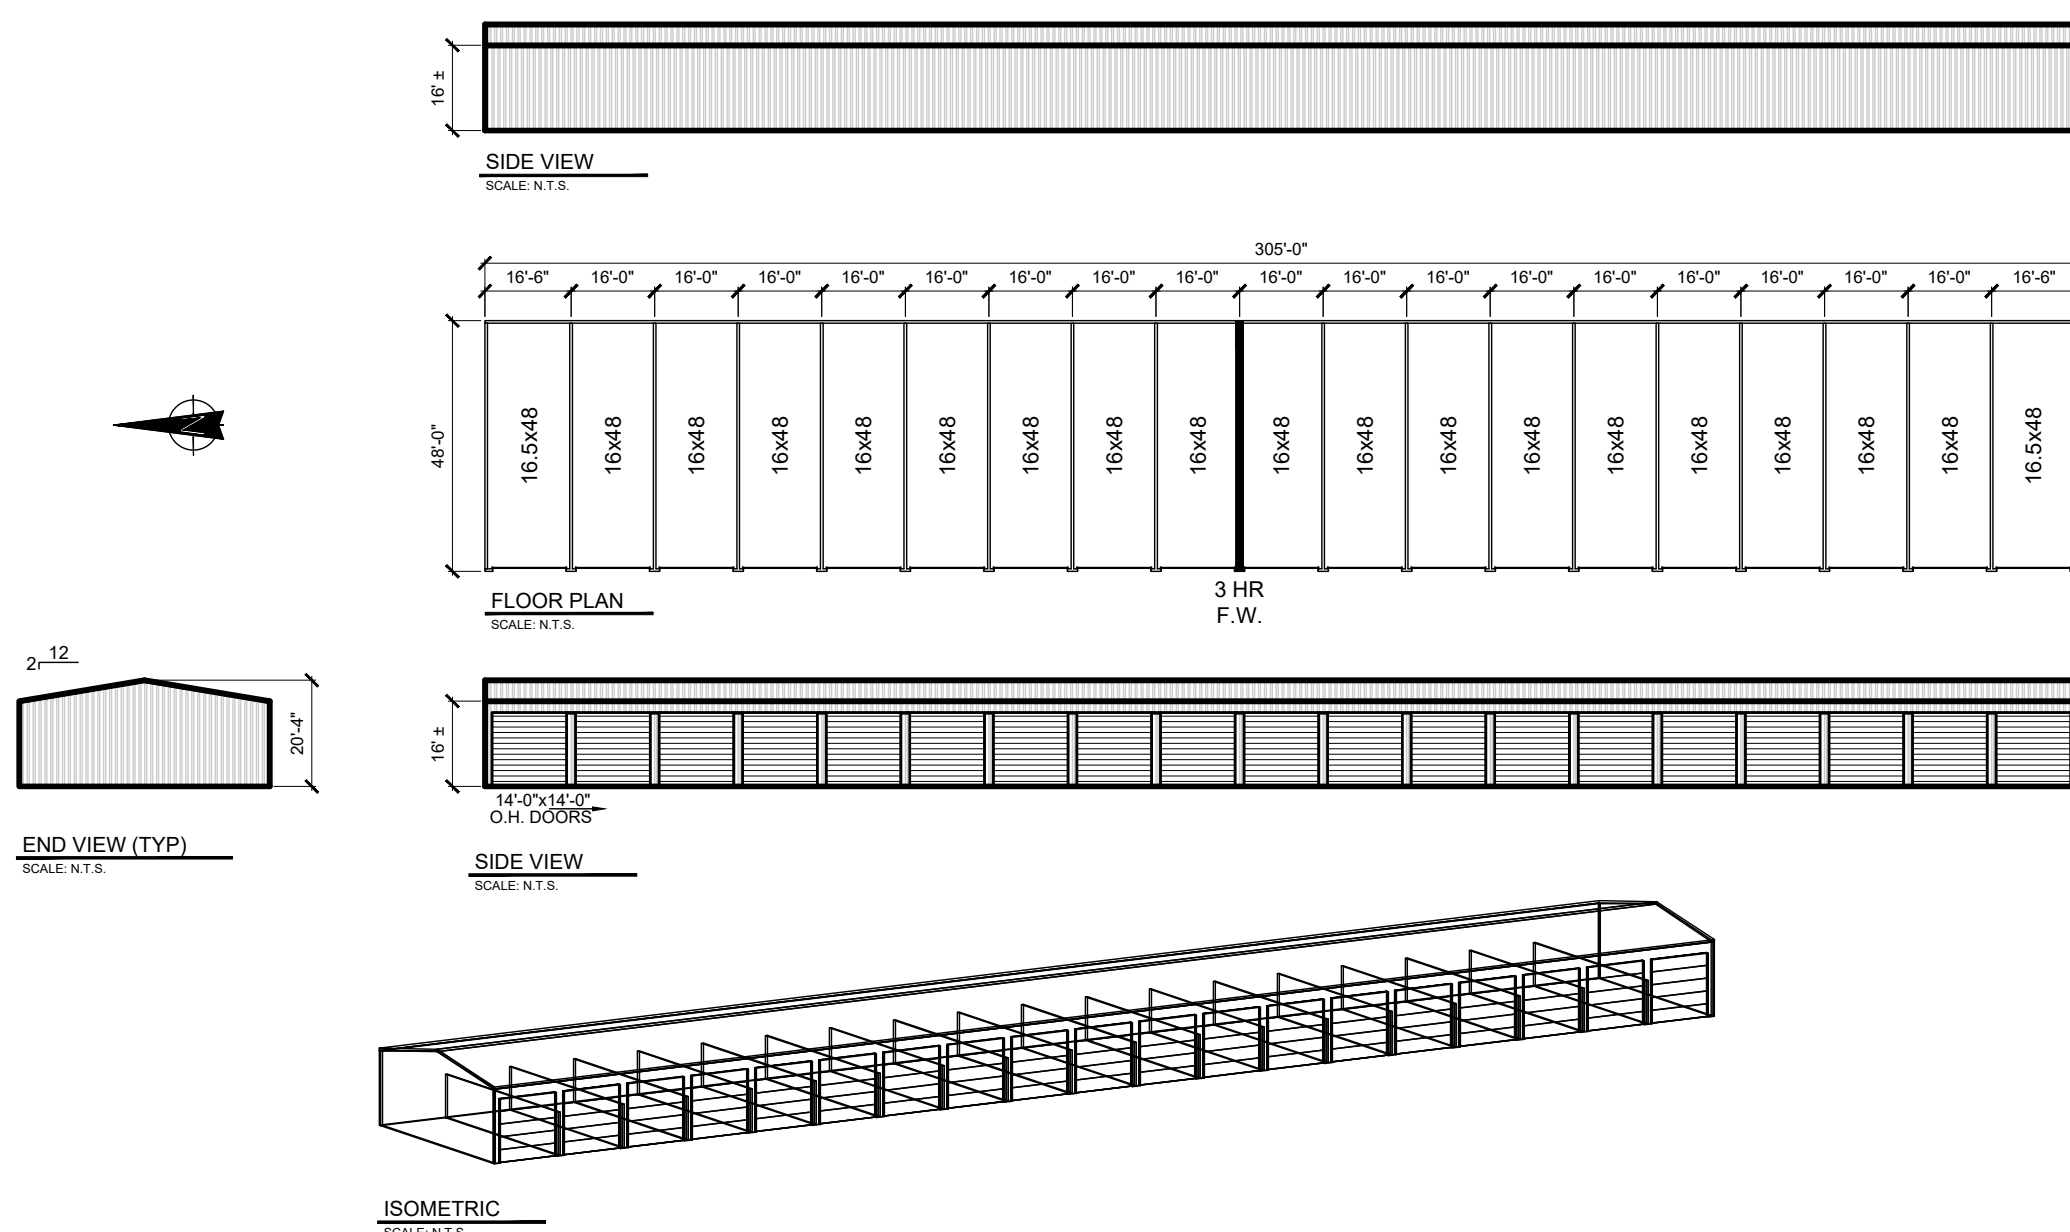 16' ±
SIDE VIEW
SCALE: N.T.S.
305'-0"
16'-6" 16'-0" 16'-0" 16'-0" 16'-0" 16'-0" 16'-0" 16'-0" 16'-0" 16'-0" 16'-0" 16'-0" 16'-0" 16'-0" 16'-0" 16'-0" 16'-0" 16'-0" 16'-6"
N
48'-0"
16.5x48 16x48 16x48 16x48 16x48 16x48 16x48 16x48 16x48 16x48 16x48 16x48 16x48 16x48 16x48 16x48 16x48 16x48 16.5x48
3 HR
F.W.
FLOOR PLAN
SCALE: N.T.S.
12
2
20'-4"
END VIEW (TYP)
SCALE: N.T.S.
16' ±
14'-0"x14'-0"
O.H. DOORS
SIDE VIEW
SCALE: N.T.S.
ISOMETRIC
SCALE: N.T.S.